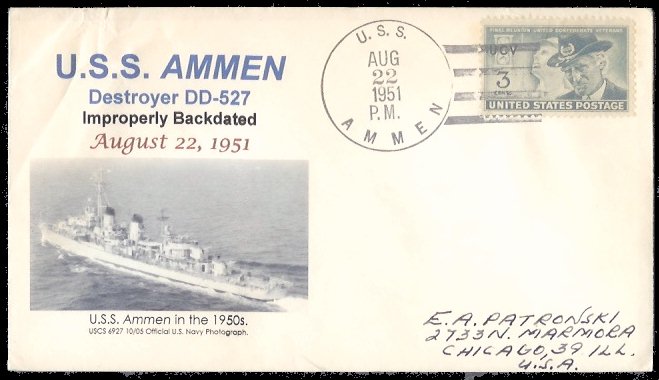 U.S.S. AMMEN
Destroyer DD-527
Improperly Backdated
August 22, 1951
U.S.S. Ammen in the 1950s.
USCS 6927 10/05 Official U.S. Navy Photograph.
U. S. S.
AUG
22
1951
P.M.
AMMEN
FINAL REUNION UNITED CONFEDERATE VETERANS
UCV
3
CENTS
UNITED STATES POSTAGE
E.A. PATRONSKI
2733 N. MARMORA
CHICAGO, 39 ILL.
U.S.A.